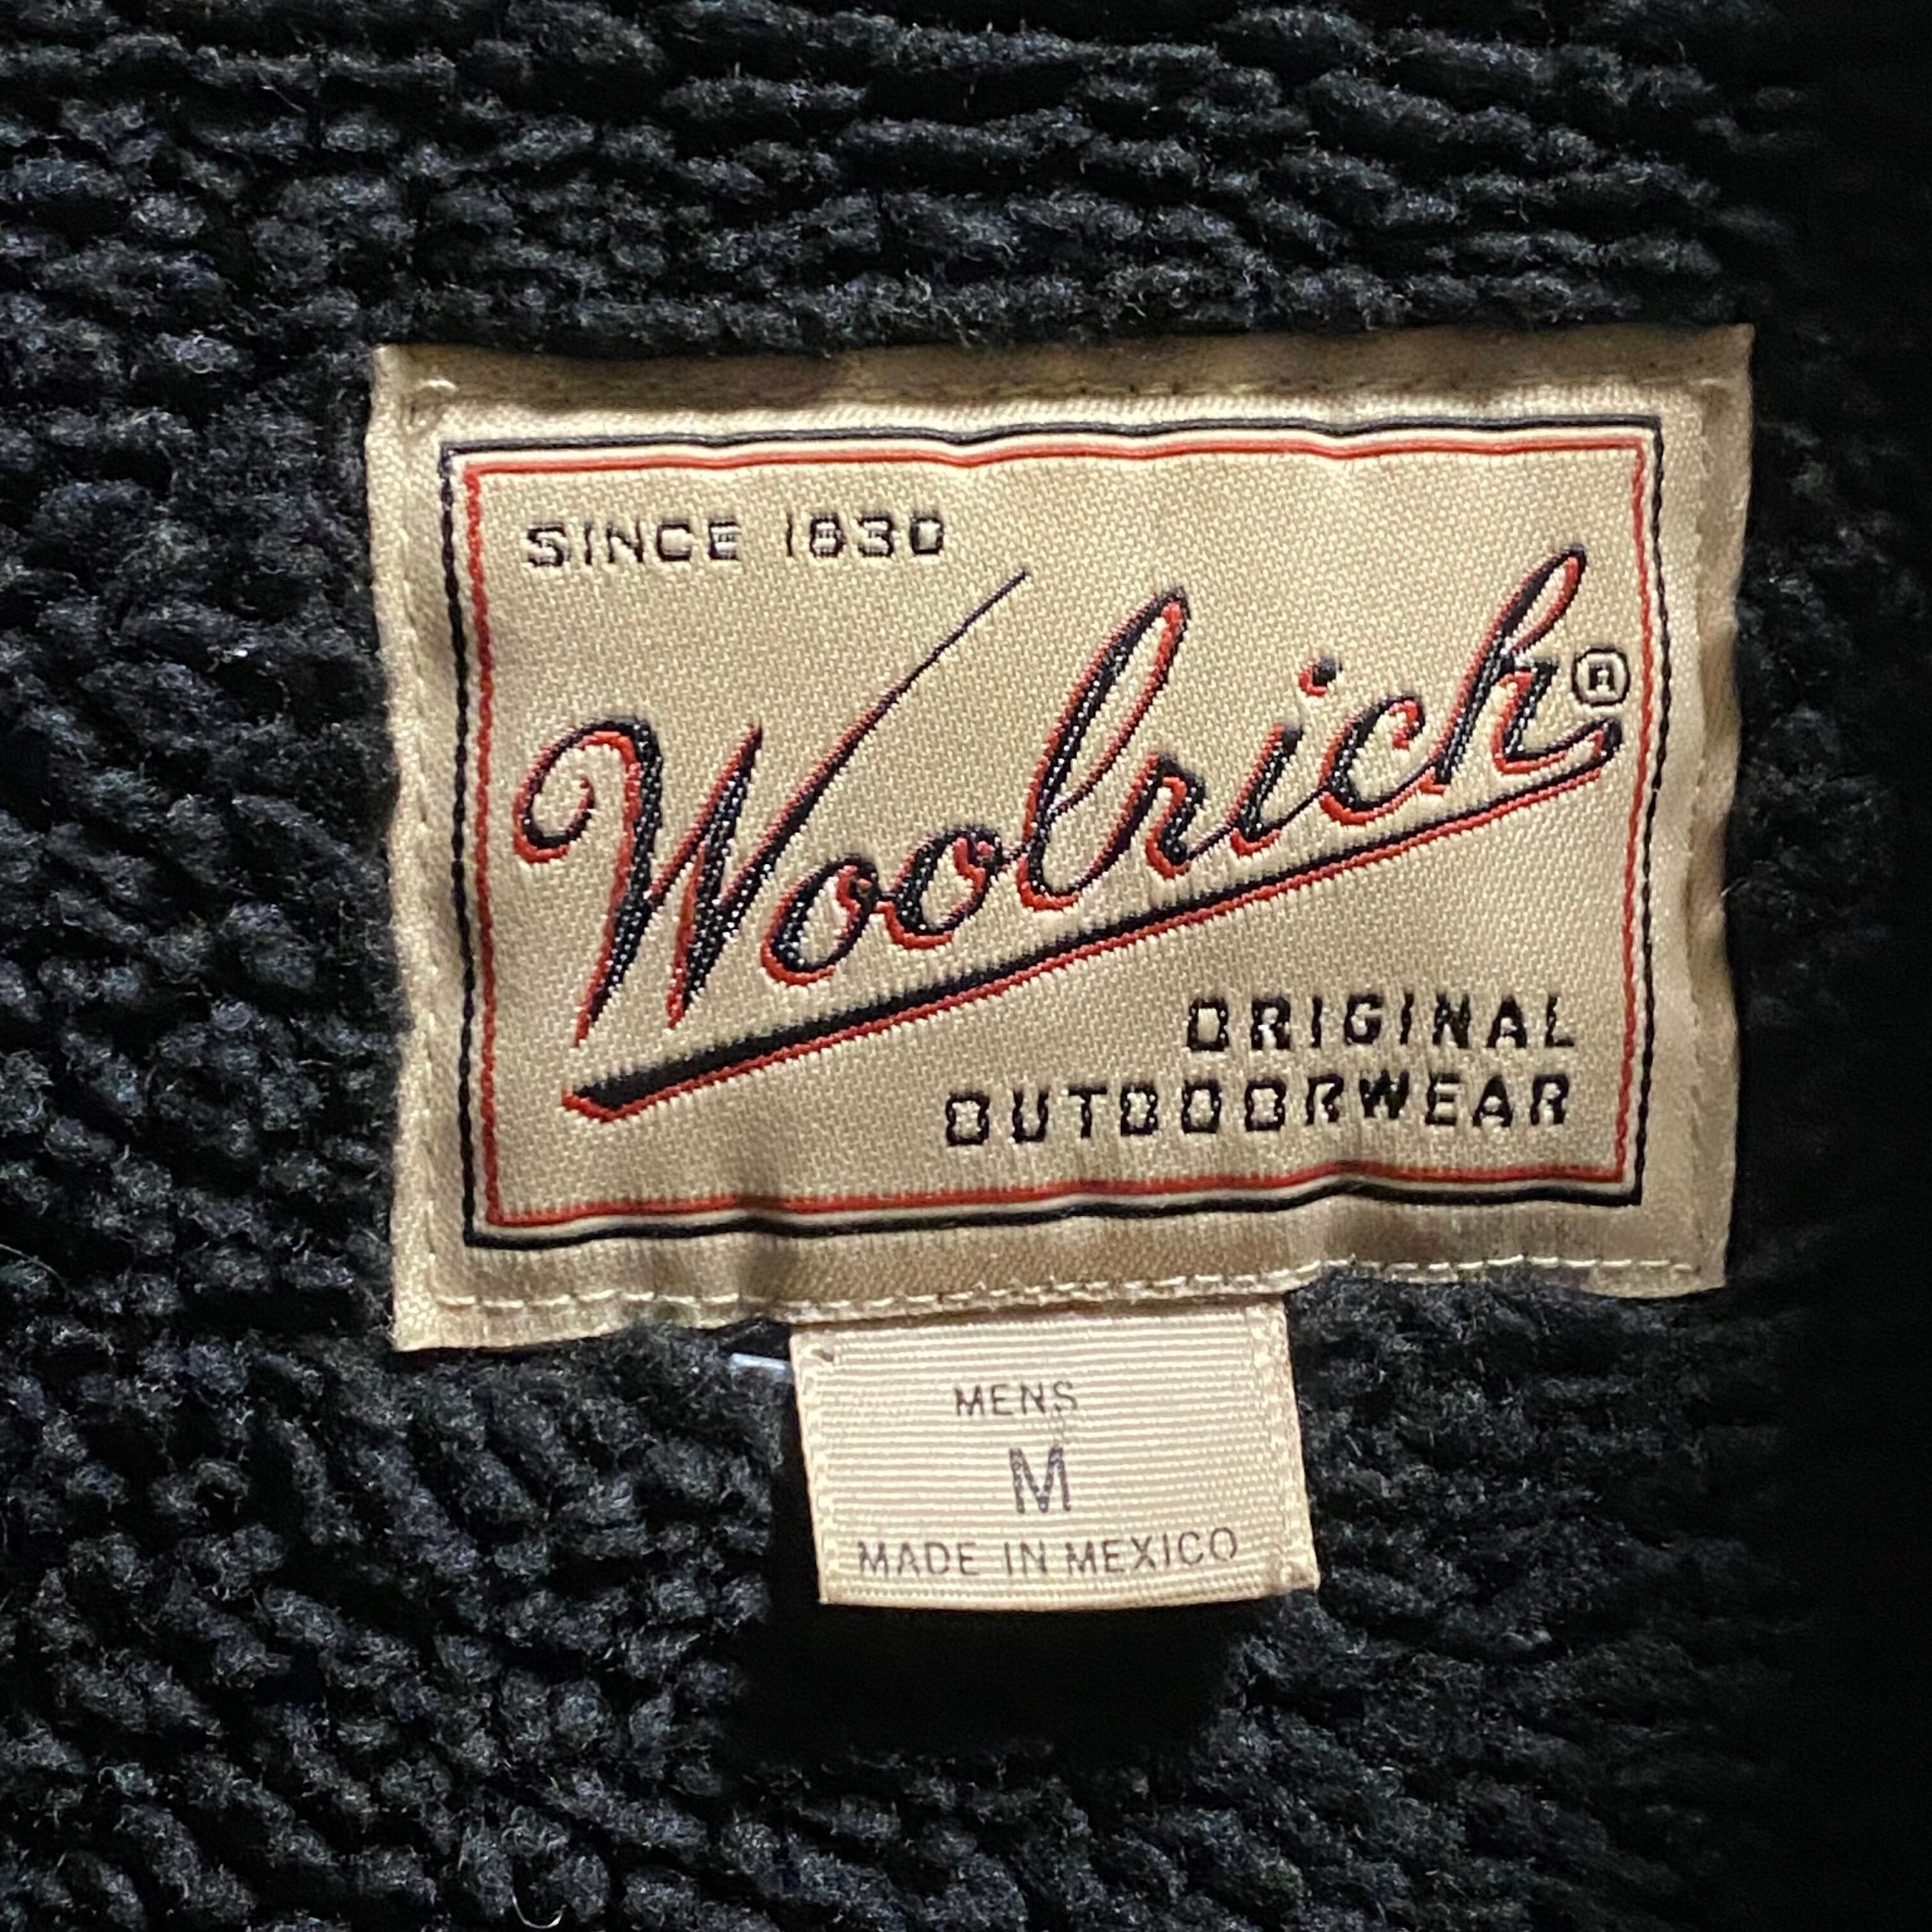 SINCE 1830
Woolrich®
ORIGINAL
OUTDOORWEAR
MENS
M
MADE IN MEXICO